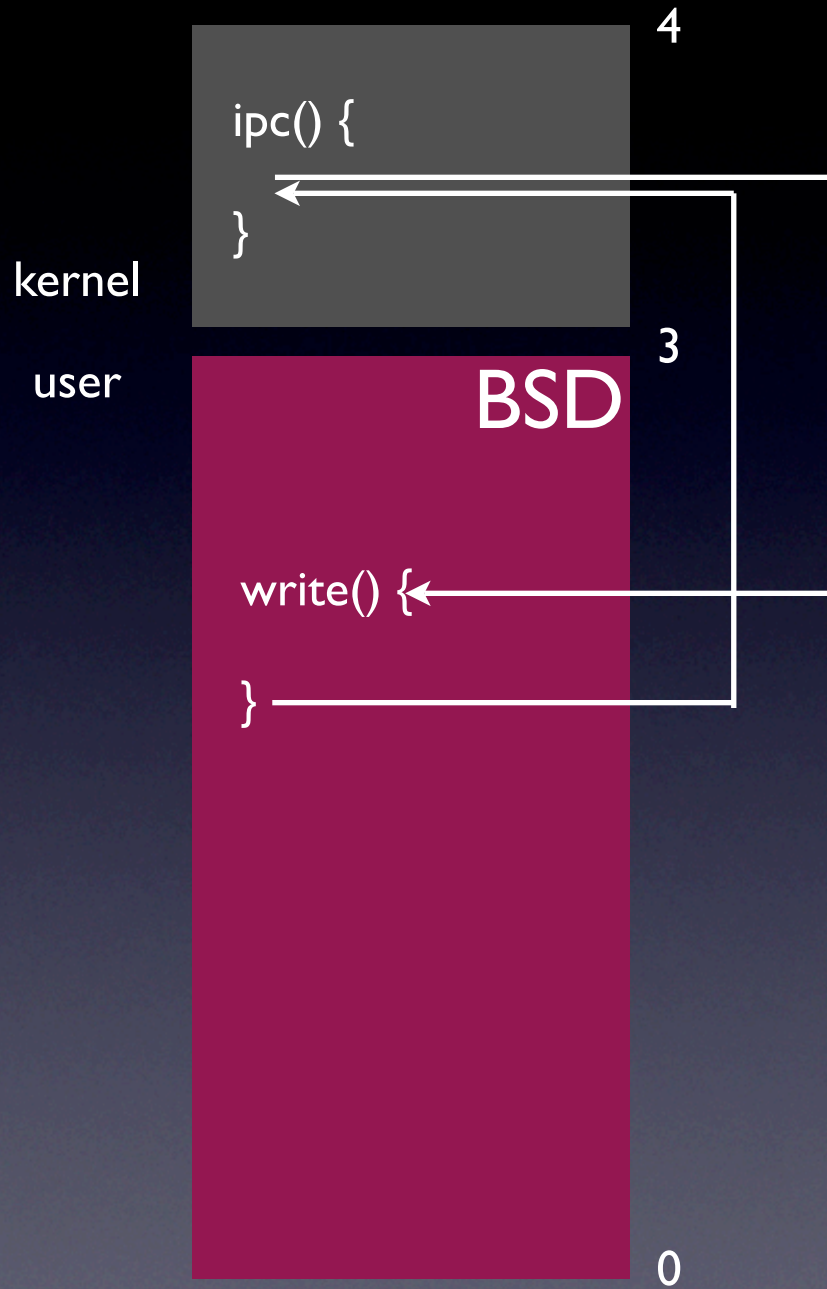 4
ipc() {
}
kernel
3
user
BSD
write() {
}
0